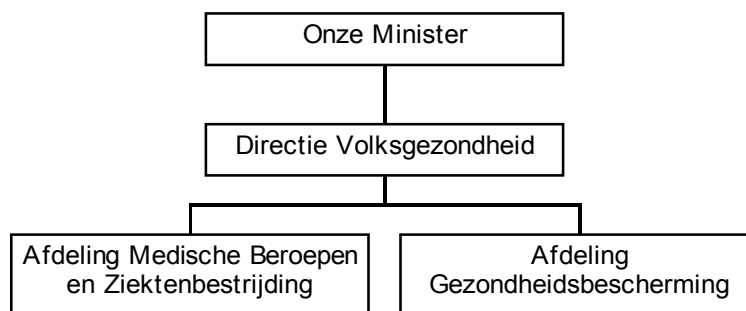 Onze Minister
Directie Volksgezondheid
Afdeling Medische Beroepen
en Ziektenbestrijding
Afdeling
Gezondheidsbescherming